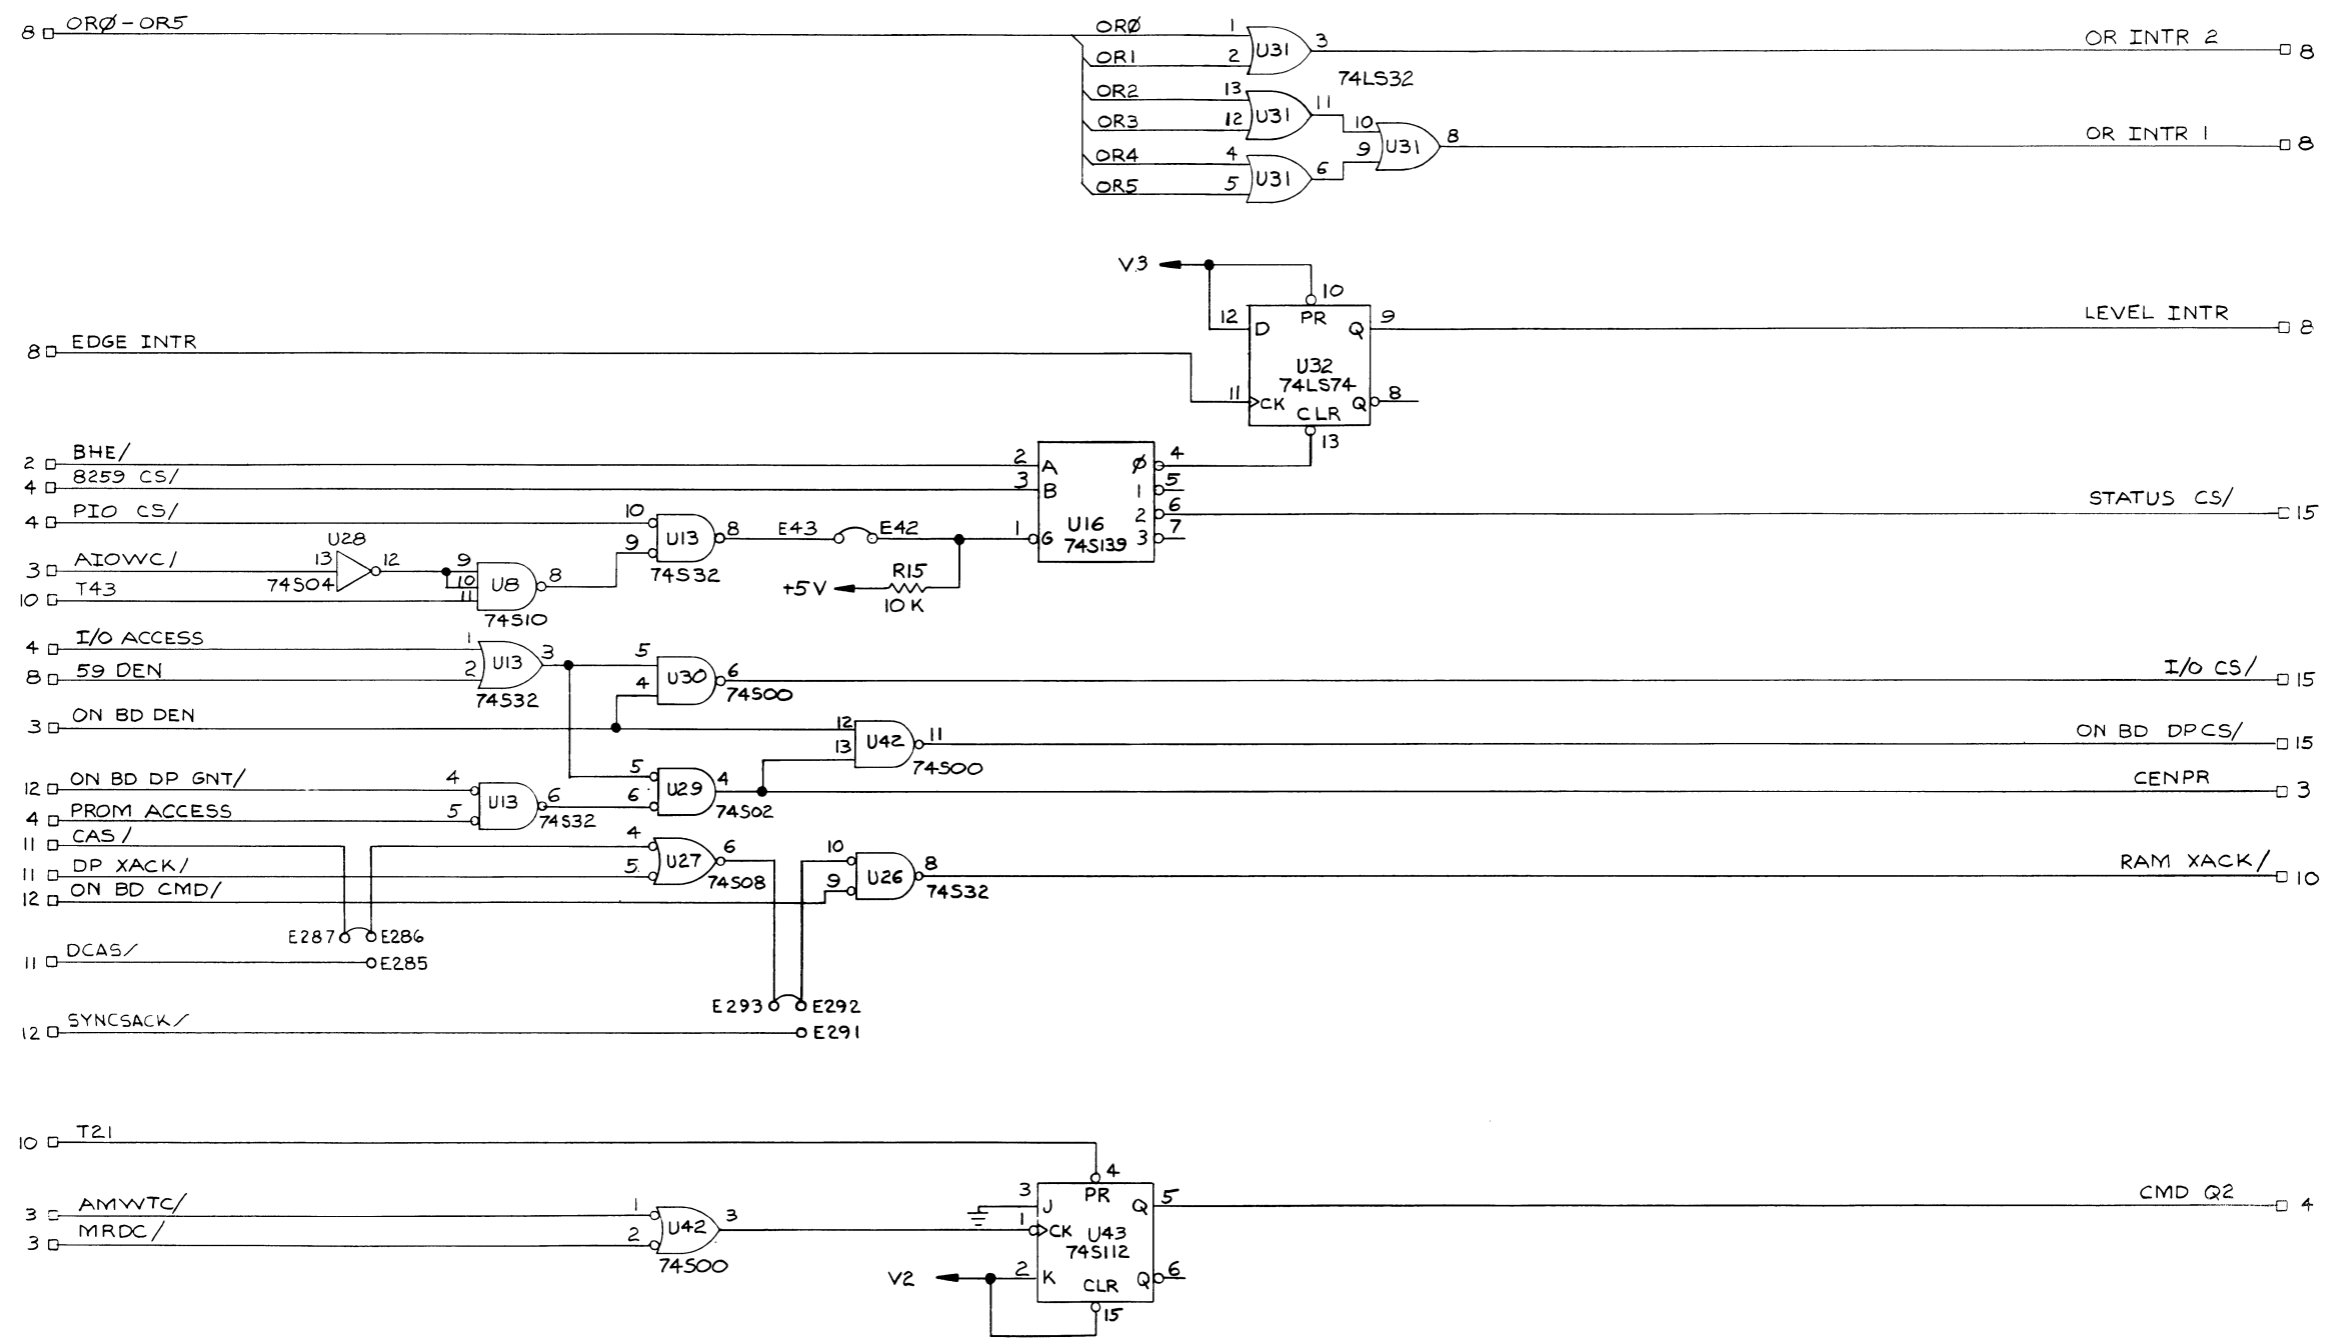 8 ORØ-OR5
ORØ 1
OR1 2
U31 3
74LS32
OR INTR 2 8
OR2 13
OR3 12
U31 11
OR4 4
OR5 5
U31 6
10
9
U31 8
OR INTR 1 8
V3
10
12 D PR Q 9
LEVEL INTR 8
8 EDGE INTR
U32
74LS74
11 CK CLR Q 8
13
2 BHE/
4 8259 CS/
2 A Ø 4
3 B 1 5
2 6
3 7
1 G
U16
74S139
STATUS CS/ 15
4 PIO CS/
10
9
U13 8
74S32
E43 E42
U28
3 AIOWC/ 13 12
74S04
10 T43
9
10
11
U8 8
74S10
+5V R15
10K
4 I/O ACCESS 1
8 59 DEN 2
U13 3
74S32
5
4
U30 6
74S00
I/O CS/ 15
3 ON BD DEN
12
13
U42 11
74S00
ON BD DPCS/ 15
12 ON BD DP GNT/ 4
4 PROM ACCESS 5
U13 6
74S32
5
6
U29 4
74S02
CENPR 3
11 CAS/
11 DP XACK/
12 ON BD CMD/
4
5
U27 6
74S08
10
9
U26 8
74S32
RAM XACK/ 10
E287 E286
11 DCAS/ E285
E293 E292
12 SYNCSACK/ E291
10 T21
4
3 AMWTC/ 1
3 MRDC/ 2
U42 3
74S00
3 J PR Q 5
1 CK U43
74S112
V2 2 K CLR Q 6
15
CMD Q2 4